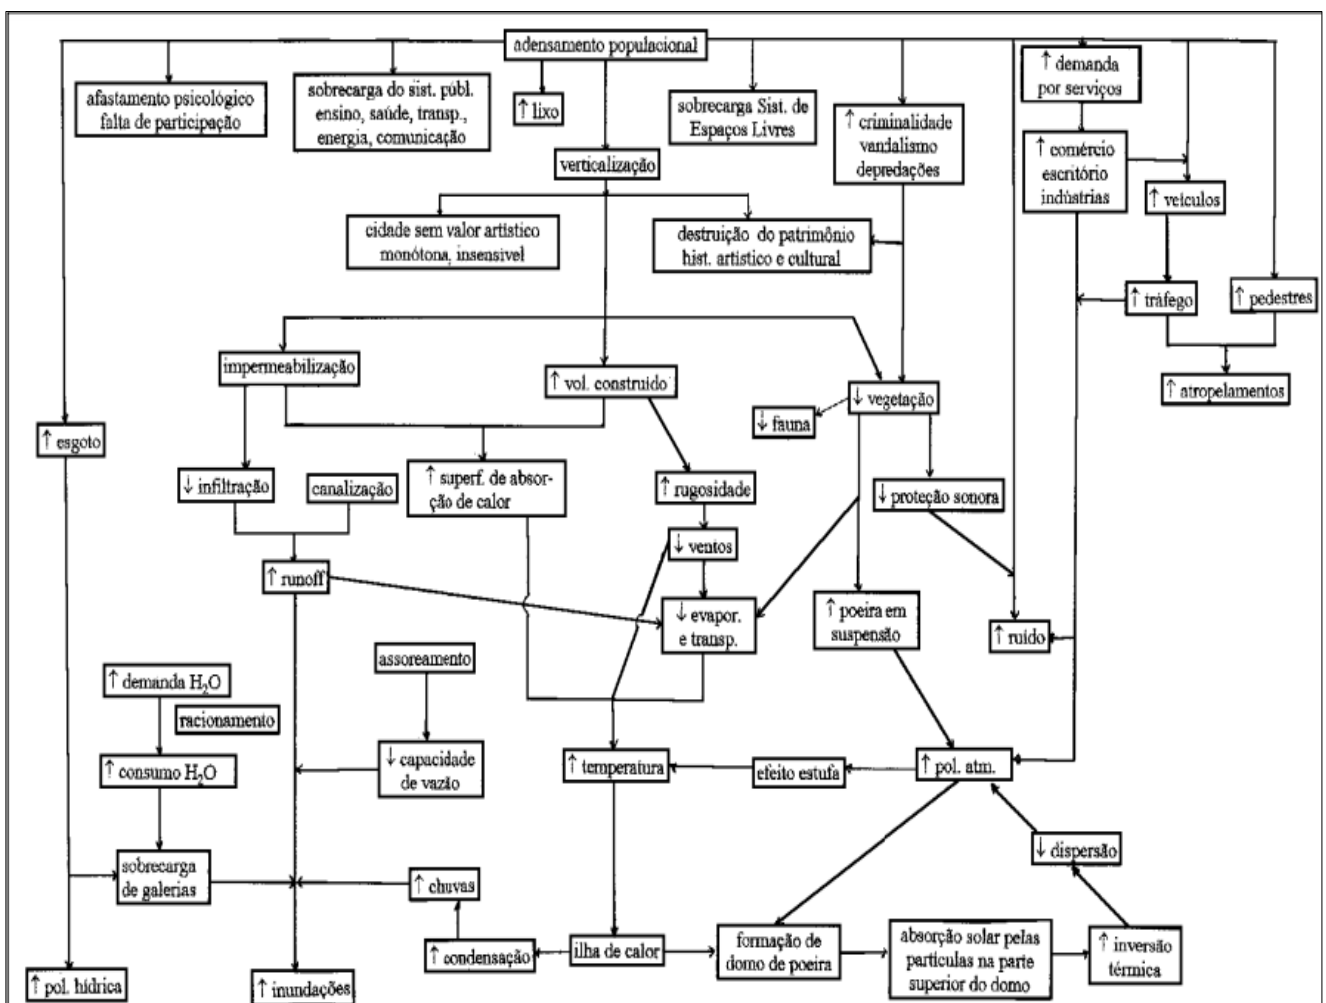 adensamento populacional
afastamento psicológico
falta de participação
sobrecarga do sist. públ.
ensino, saúde, transp.,
energia, comunicação
↑ lixo
sobrecarga Sist. de
Espaços Livres
↑ criminalidade
vandalismo
depredações
↑ demanda
por serviços
verticalização
↑ comércio
escritório
indústrias
↑ veículos
cidade sem valor artístico
monótona, insensivel
destruição do patrimônio
hist. artístico e cultural
↑ tráfego
↑ pedestres
impermeabilização
↑ vol. construido
↓ vegetação
↑ atropelamentos
↓ fauna
↑ esgoto
↓ infiltração
canalização
↑ superf. de absor-
ção de calor
↑ rugosidade
↓ proteção sonora
↓ ventos
↑ runoff
↓ evapor.
e transp.
↑ poeira em
suspensão
↑ ruído
assoreamento
↑ demanda H₂O
racionamento
↑ consumo H₂O
↓ capacidade
de vazão
↑ temperatura
efeito estufa
↑ pol. atm.
↓ dispersão
sobrecarga
de galerias
↑ chuvas
↑ condensação
ilha de calor
formação de
domo de poeira
absorção solar pelas
partículas na parte
superior do domo
↑ inversão
térmica
↑ pol. hídrica
↑ inundações